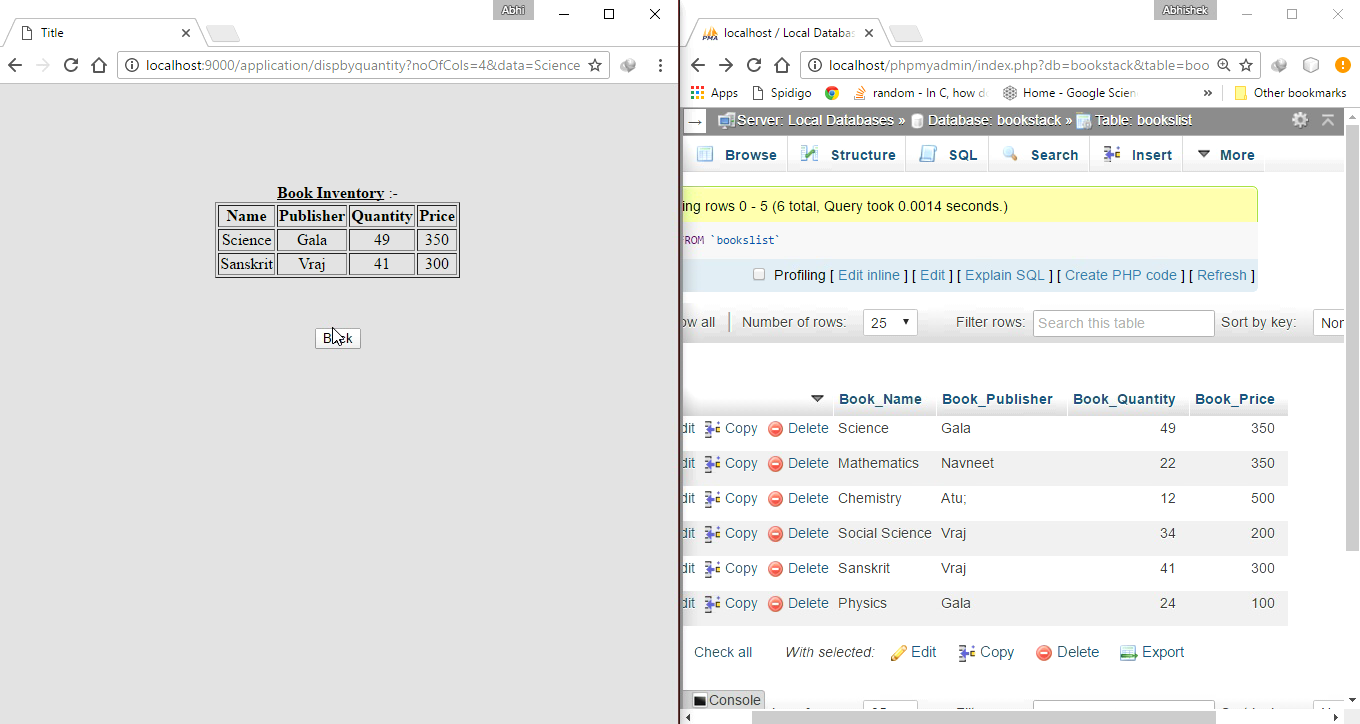 Abhi
Title
localhost:9000/application/dispbyquantity?noOfCols=4&data=Science
Book Inventory :-
Name Publisher Quantity Price
Science Gala 49 350
Sanskrit Vraj 41 300
Abhishek
localhost / Local Databa
localhost/phpmyadmin/index.php?db=bookstack&table=boo
Apps Spidigo random - In C, how d Home - Google Scien » Other bookmarks
Server: Local Databases » Database: bookstack » Table: bookslist
Browse Structure SQL Search Insert More
ing rows 0 - 5 (6 total, Query took 0.0014 seconds.)
FROM `bookslist`
Profiling [ Edit inline ] [ Edit ] [ Explain SQL ] [ Create PHP code ] [ Refresh ]
ow all Number of rows: 25 Filter rows: Search this table Sort by key: Non
Book_Name Book_Publisher Book_Quantity Book_Price
dit Copy Delete Science Gala 49 350
dit Copy Delete Mathematics Navneet 22 350
dit Copy Delete Chemistry Atu; 12 500
dit Copy Delete Social Science Vraj 34 200
dit Copy Delete Sanskrit Vraj 41 300
dit Copy Delete Physics Gala 24 100
Check all With selected: Edit Copy Delete Export
Console